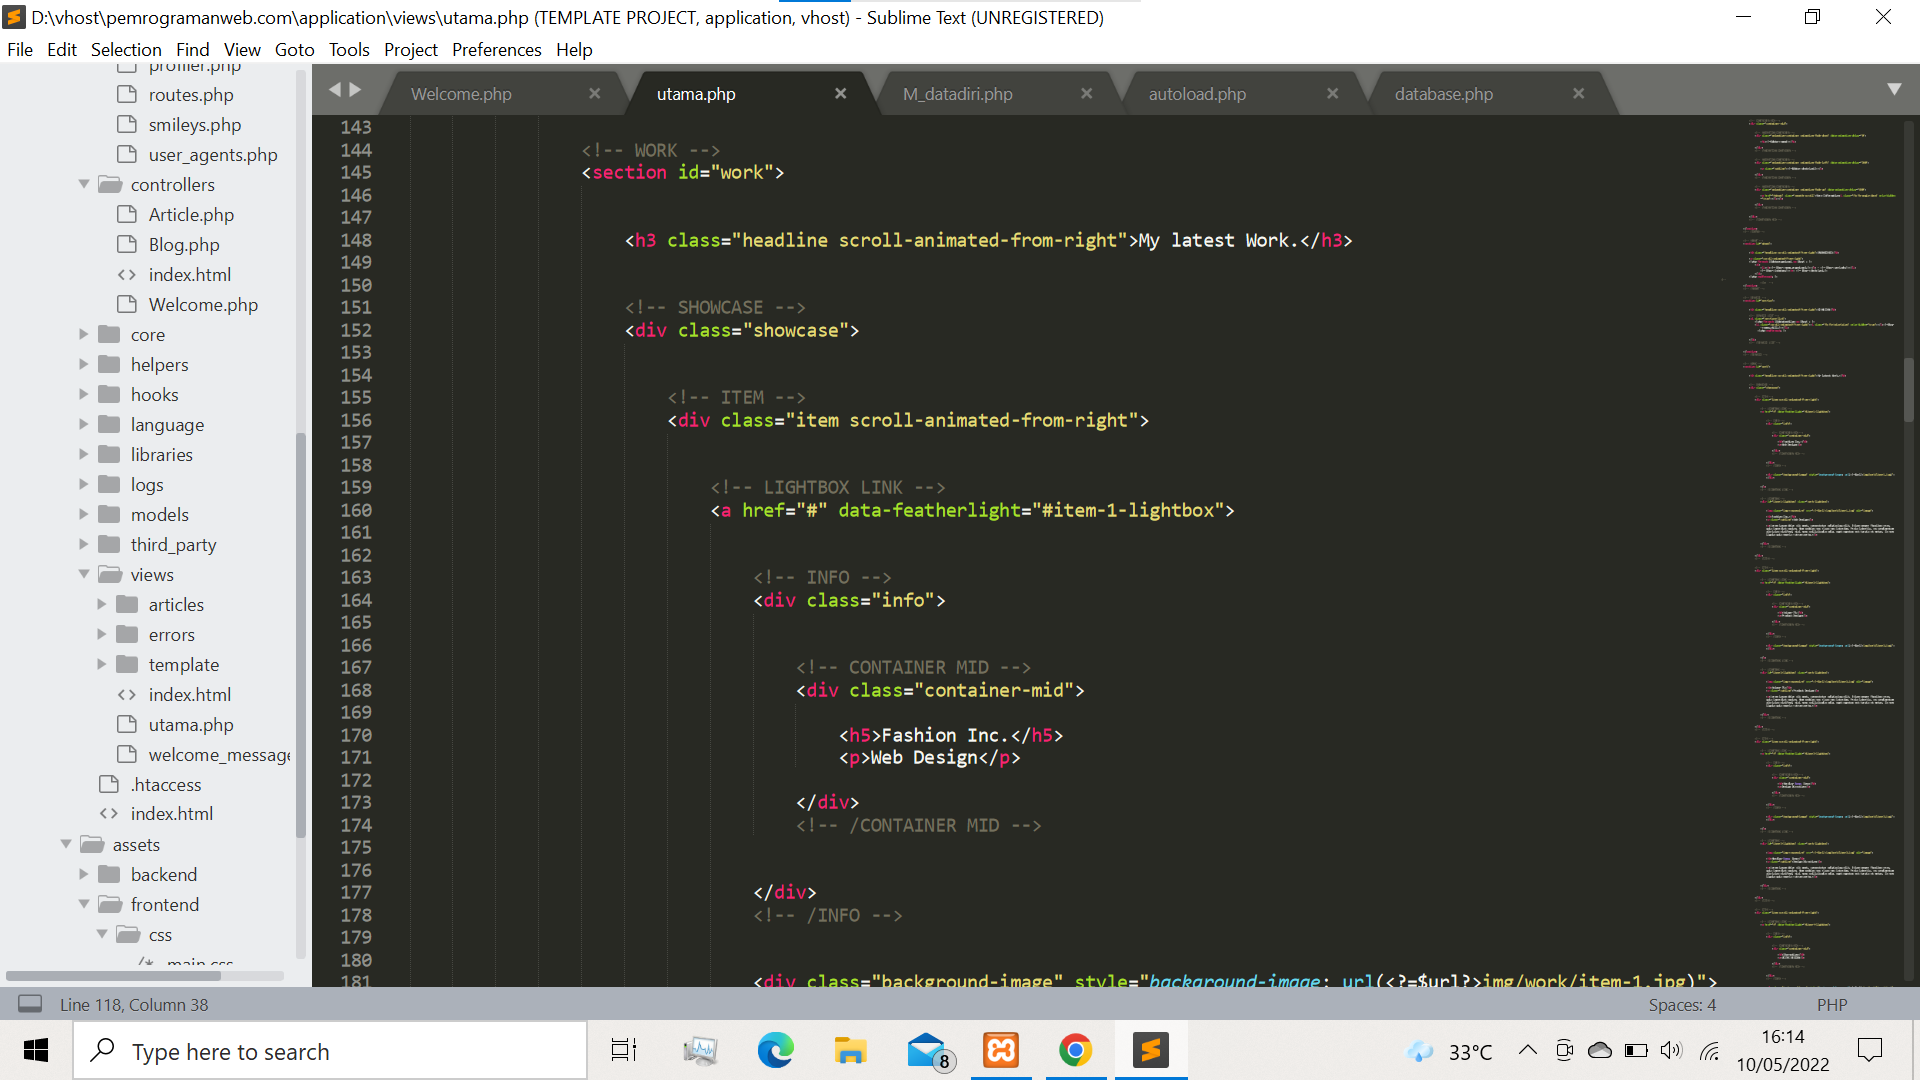 D:\vhost\pemrogramanweb.com\application\views\utama.php (TEMPLATE PROJECT, application, vhost) - Sublime Text (UNREGISTERED)
File Edit Selection Find View Goto Tools Project Preferences Help
profiler.php
routes.php
smileys.php
user_agents.php
controllers
Article.php
Blog.php
index.html
Welcome.php
core
helpers
hooks
language
libraries
logs
models
third_party
views
articles
errors
template
index.html
utama.php
welcome_message
.htaccess
index.html
assets
backend
frontend
css
main.css
Welcome.php utama.php M_datadiri.php autoload.php database.php
143
144 <!-- WORK -->
145 <section id="work">
146
147
148 <h3 class="headline scroll-animated-from-right">My latest Work.</h3>
149
150
151 <!-- SHOWCASE -->
152 <div class="showcase">
153
154
155 <!-- ITEM -->
156 <div class="item scroll-animated-from-right">
157
158
159 <!-- LIGHTBOX LINK -->
160 <a href="#" data-featherlight="#item-1-lightbox">
161
162
163 <!-- INFO -->
164 <div class="info">
165
166
167 <!-- CONTAINER MID -->
168 <div class="container-mid">
169
170 <h5>Fashion Inc.</h5>
171 <p>Web Design</p>
172
173 </div>
174 <!-- /CONTAINER MID -->
175
176
177 </div>
178 <!-- /INFO -->
179
180
181 <div class="background-image" style="background-image: url(<?=$url?>img/work/item-1.jpg)">
Line 118, Column 38
Spaces: 4
PHP
Type here to search
8
33°C
16:14
10/05/2022